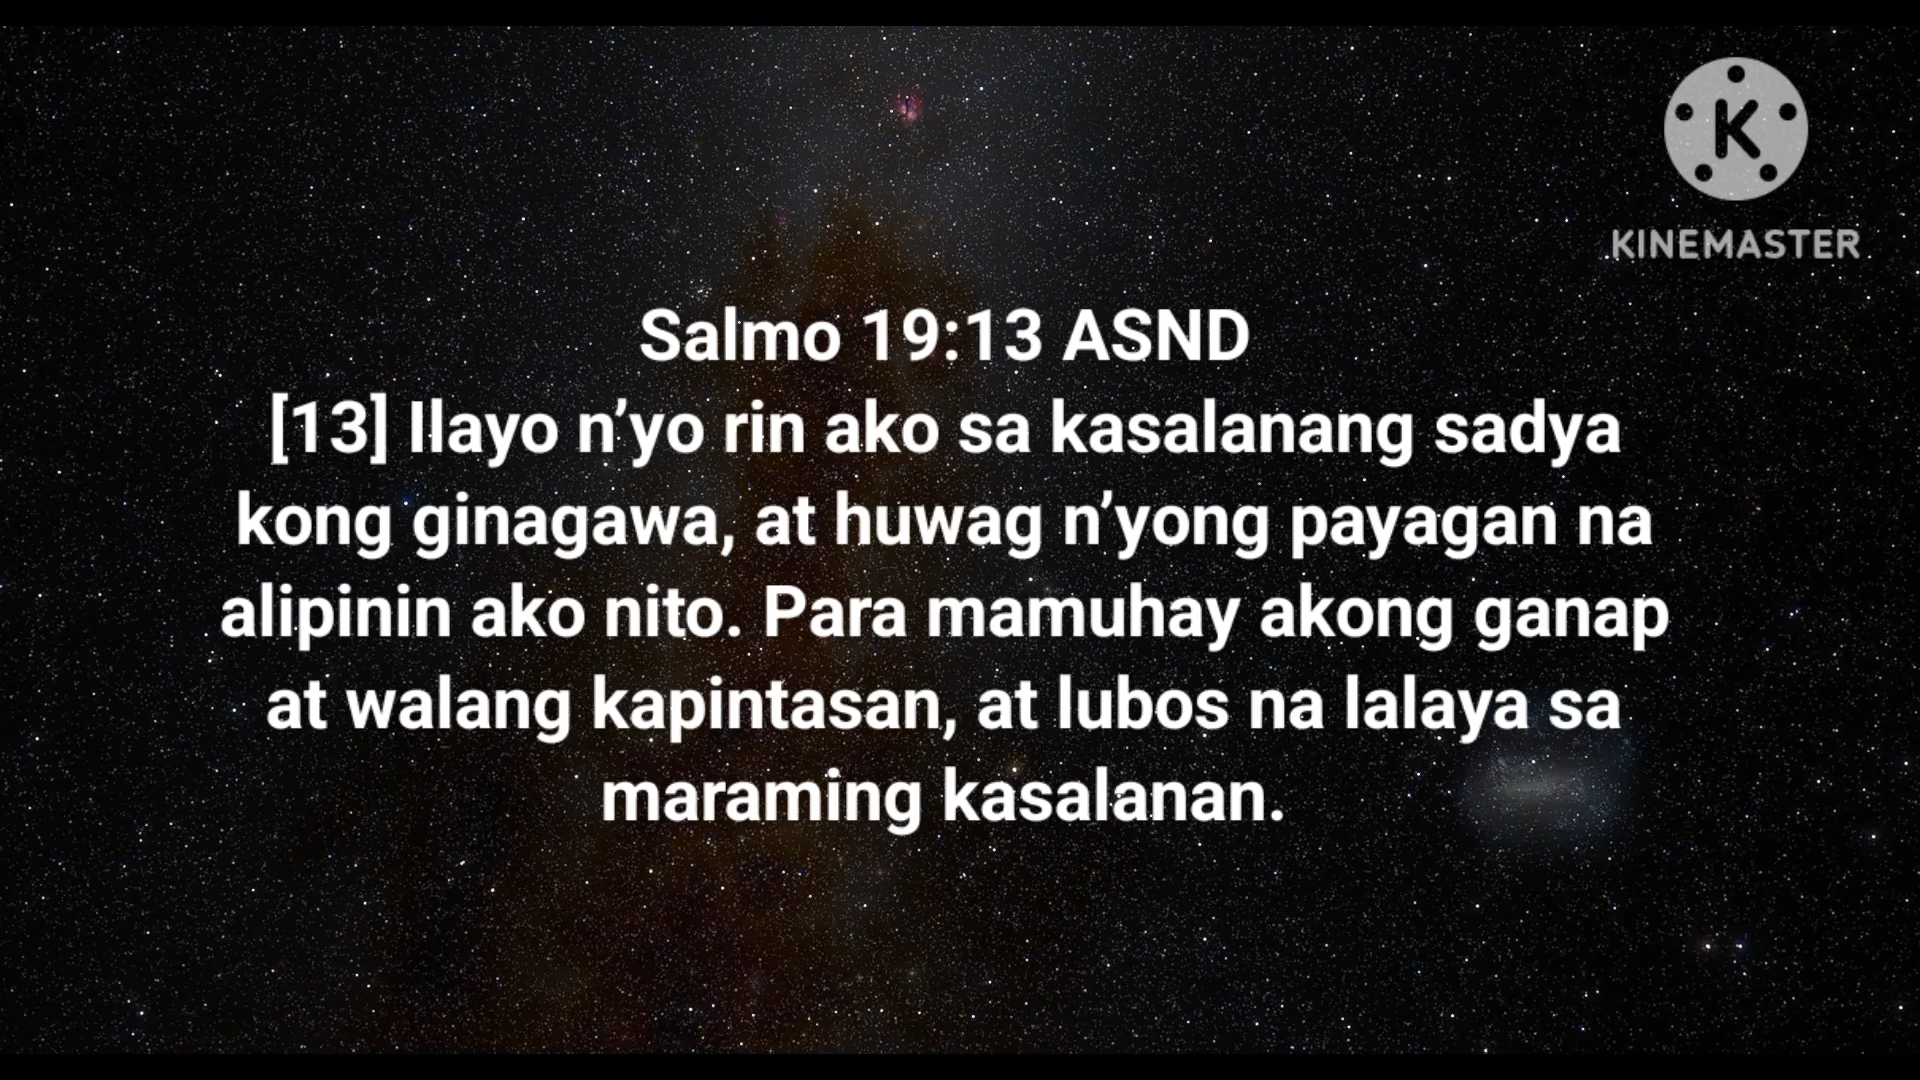 K
KINEMASTER
Salmo 19:13 ASND
[13] Ilayo n’yo rin ako sa kasalanang sadya
kong ginagawa, at huwag n’yong payagan na
alipinin ako nito. Para mamuhay akong ganap
at walang kapintasan, at lubos na lalaya sa
maraming kasalanan.